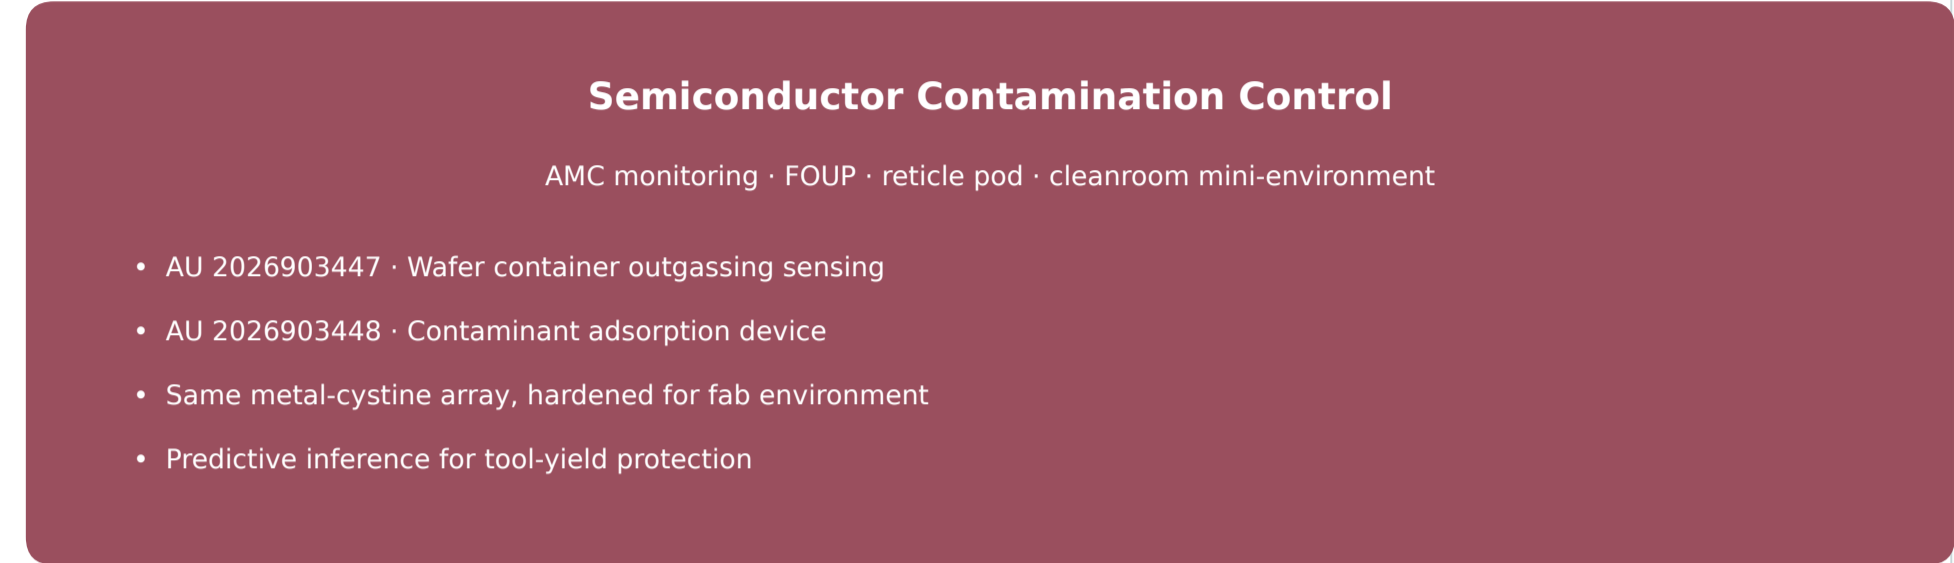 Semiconductor Contamination Control
AMC monitoring · FOUP · reticle pod · cleanroom mini-environment
• AU 2026903447 · Wafer container outgassing sensing
• AU 2026903448 · Contaminant adsorption device
• Same metal-cystine array, hardened for fab environment
• Predictive inference for tool-yield protection